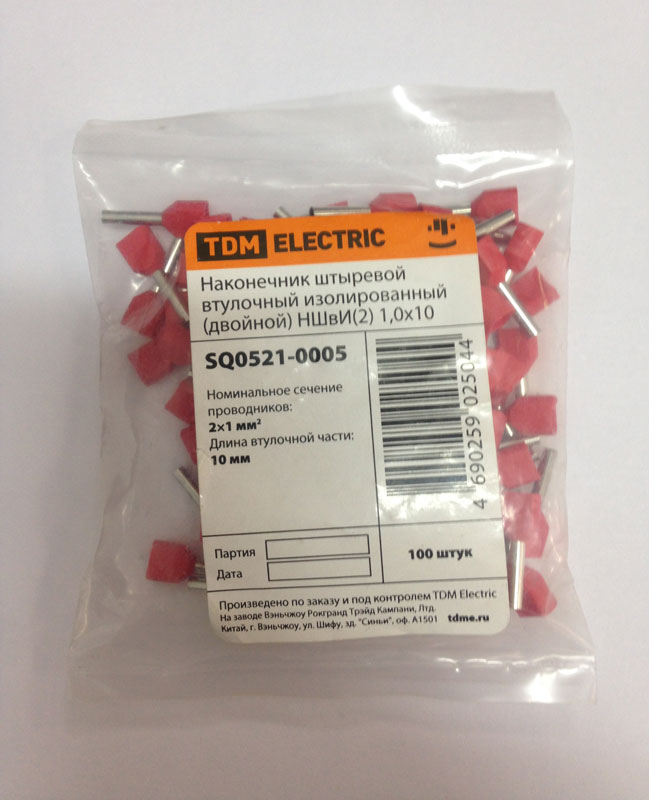 TDM ELECTRIC
Наконечник штыревой
втулочный изолированный
(двойной) НШвИ(2) 1,0х10
SQ0521-0005
Номинальное сечение
проводников:
2×1 мм²
Длина втулочной части:
10 мм
4 690259 025044
Партия
Дата
100 штук
Произведено по заказу и под контролем TDM Electric
На заводе Вэньчжоу Рокгранд Трэйд Кампани, Лтд.
Китай, г. Вэньчжоу, ул. Шифу, зд. "Синьи", оф. А1501 tdme.ru